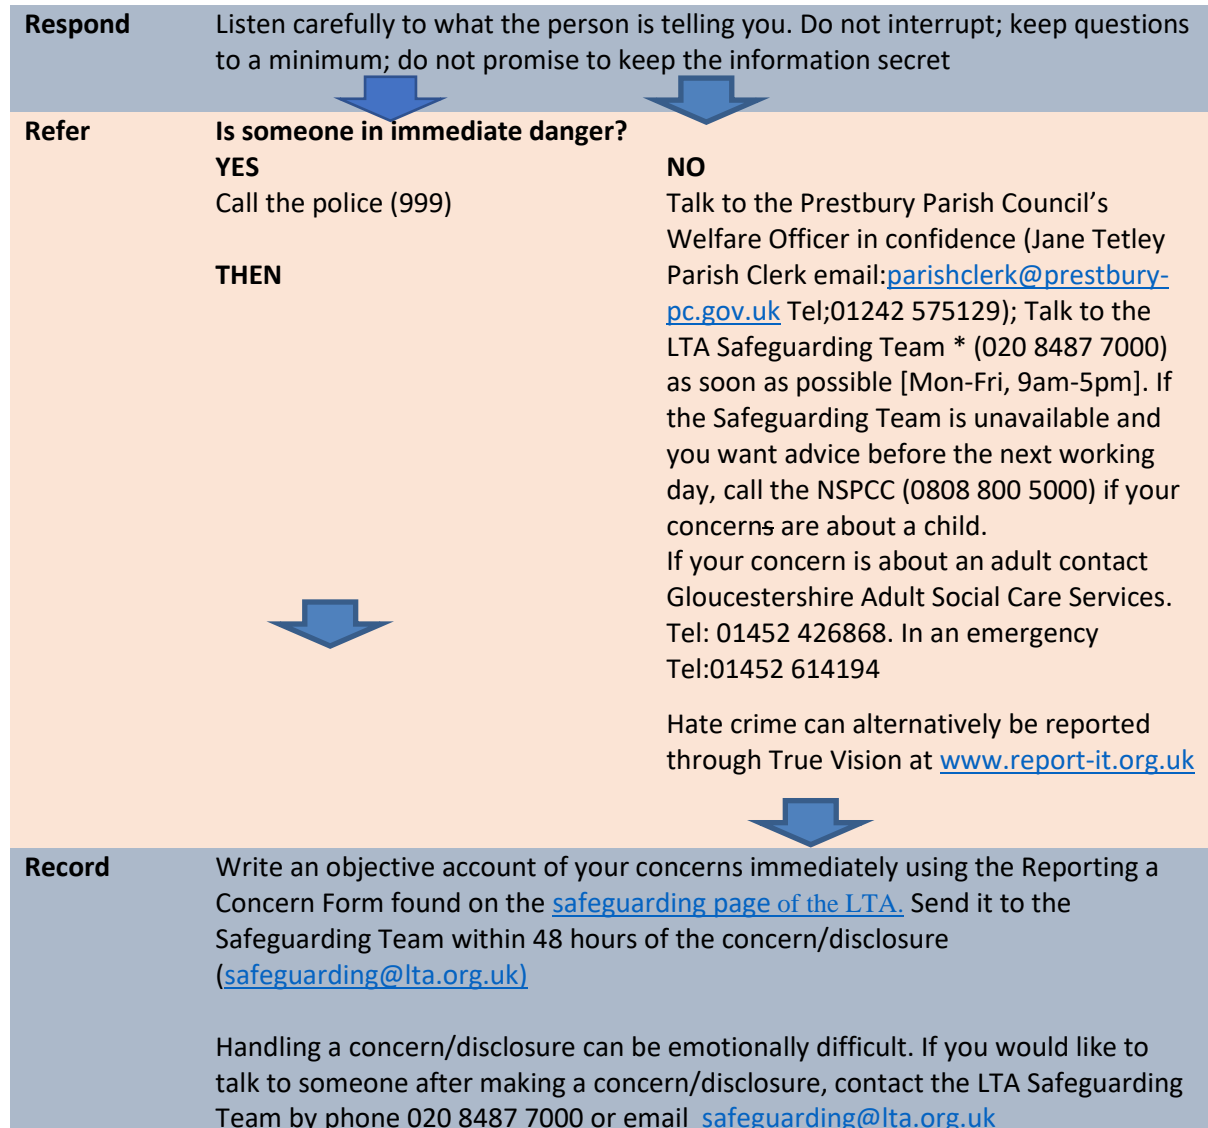 Respond
Listen carefully to what the person is telling you. Do not interrupt; keep questions
to a minimum; do not promise to keep the information secret
Refer
Is someone in immediate danger?
YES
Call the police (999)
THEN
NO
Talk to the Prestbury Parish Council’s
Welfare Officer in confidence (Jane Tetley
Parish Clerk email:parishclerk@prestbury-
pc.gov.uk Tel;01242 575129); Talk to the
LTA Safeguarding Team * (020 8487 7000)
as soon as possible [Mon-Fri, 9am-5pm]. If
the Safeguarding Team is unavailable and
you want advice before the next working
day, call the NSPCC (0808 800 5000) if your
concerns are about a child.
If your concern is about an adult contact
Gloucestershire Adult Social Care Services.
Tel: 01452 426868. In an emergency
Tel:01452 614194
Hate crime can alternatively be reported
through True Vision at www.report-it.org.uk
Record
Write an objective account of your concerns immediately using the Reporting a
Concern Form found on the safeguarding page of the LTA. Send it to the
Safeguarding Team within 48 hours of the concern/disclosure
(safeguarding@lta.org.uk)
Handling a concern/disclosure can be emotionally difficult. If you would like to
talk to someone after making a concern/disclosure, contact the LTA Safeguarding
Team by phone 020 8487 7000 or email  safeguarding@lta.org.uk